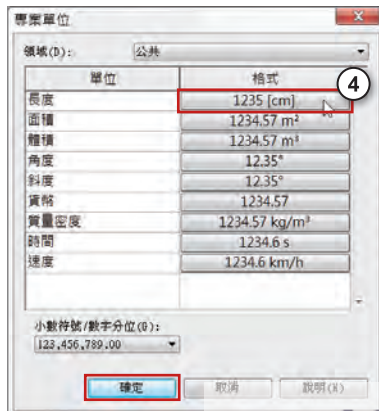 專案單位
領域(D): 公共
單位 格式
④
長度 1235 [cm]
面積 1234.57 m²
體積 1234.57 m³
角度 12.35°
斜度 12.35°
貨幣 1234.57
質量密度 1234.57 kg/m³
時間 1234.6 s
速度 1234.6 km/h
小數符號/數字分位(G):
123,456,789.00
確定 取消 說明(H)